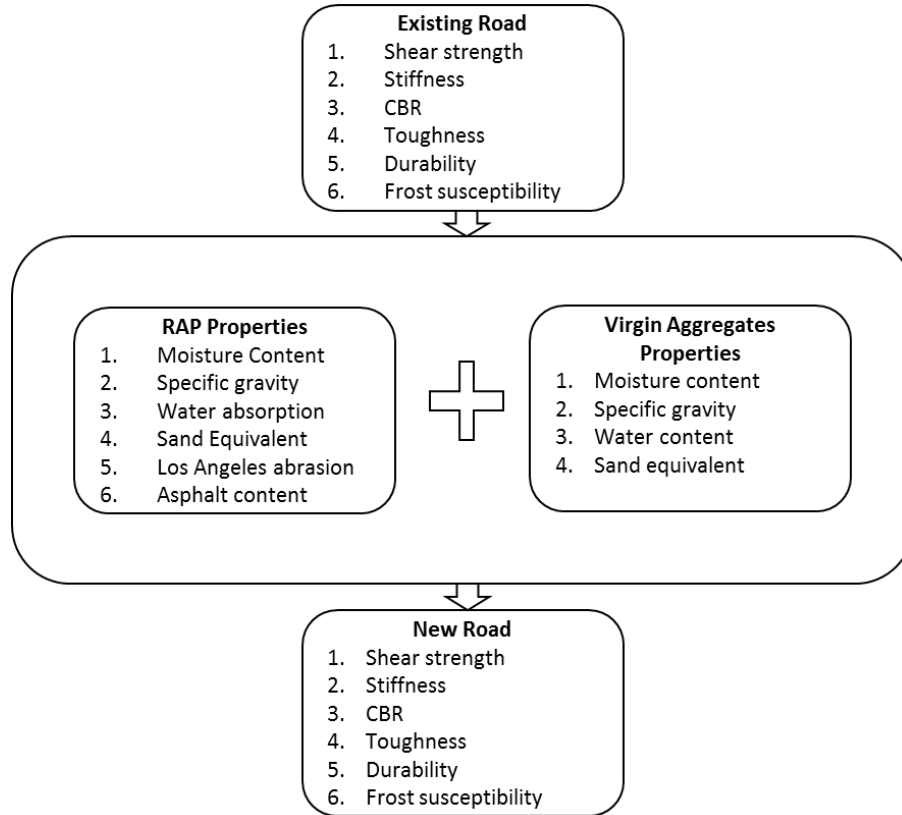 Existing Road
1. Shear strength
2. Stiffness
3. CBR
4. Toughness
5. Durability
6. Frost susceptibility
RAP Properties
1. Moisture Content
2. Specific gravity
3. Water absorption
4. Sand Equivalent
5. Los Angeles abrasion
6. Asphalt content
Virgin Aggregates
Properties
1. Moisture content
2. Specific gravity
3. Water content
4. Sand equivalent
New Road
1. Shear strength
2. Stiffness
3. CBR
4. Toughness
5. Durability
6. Frost susceptibility